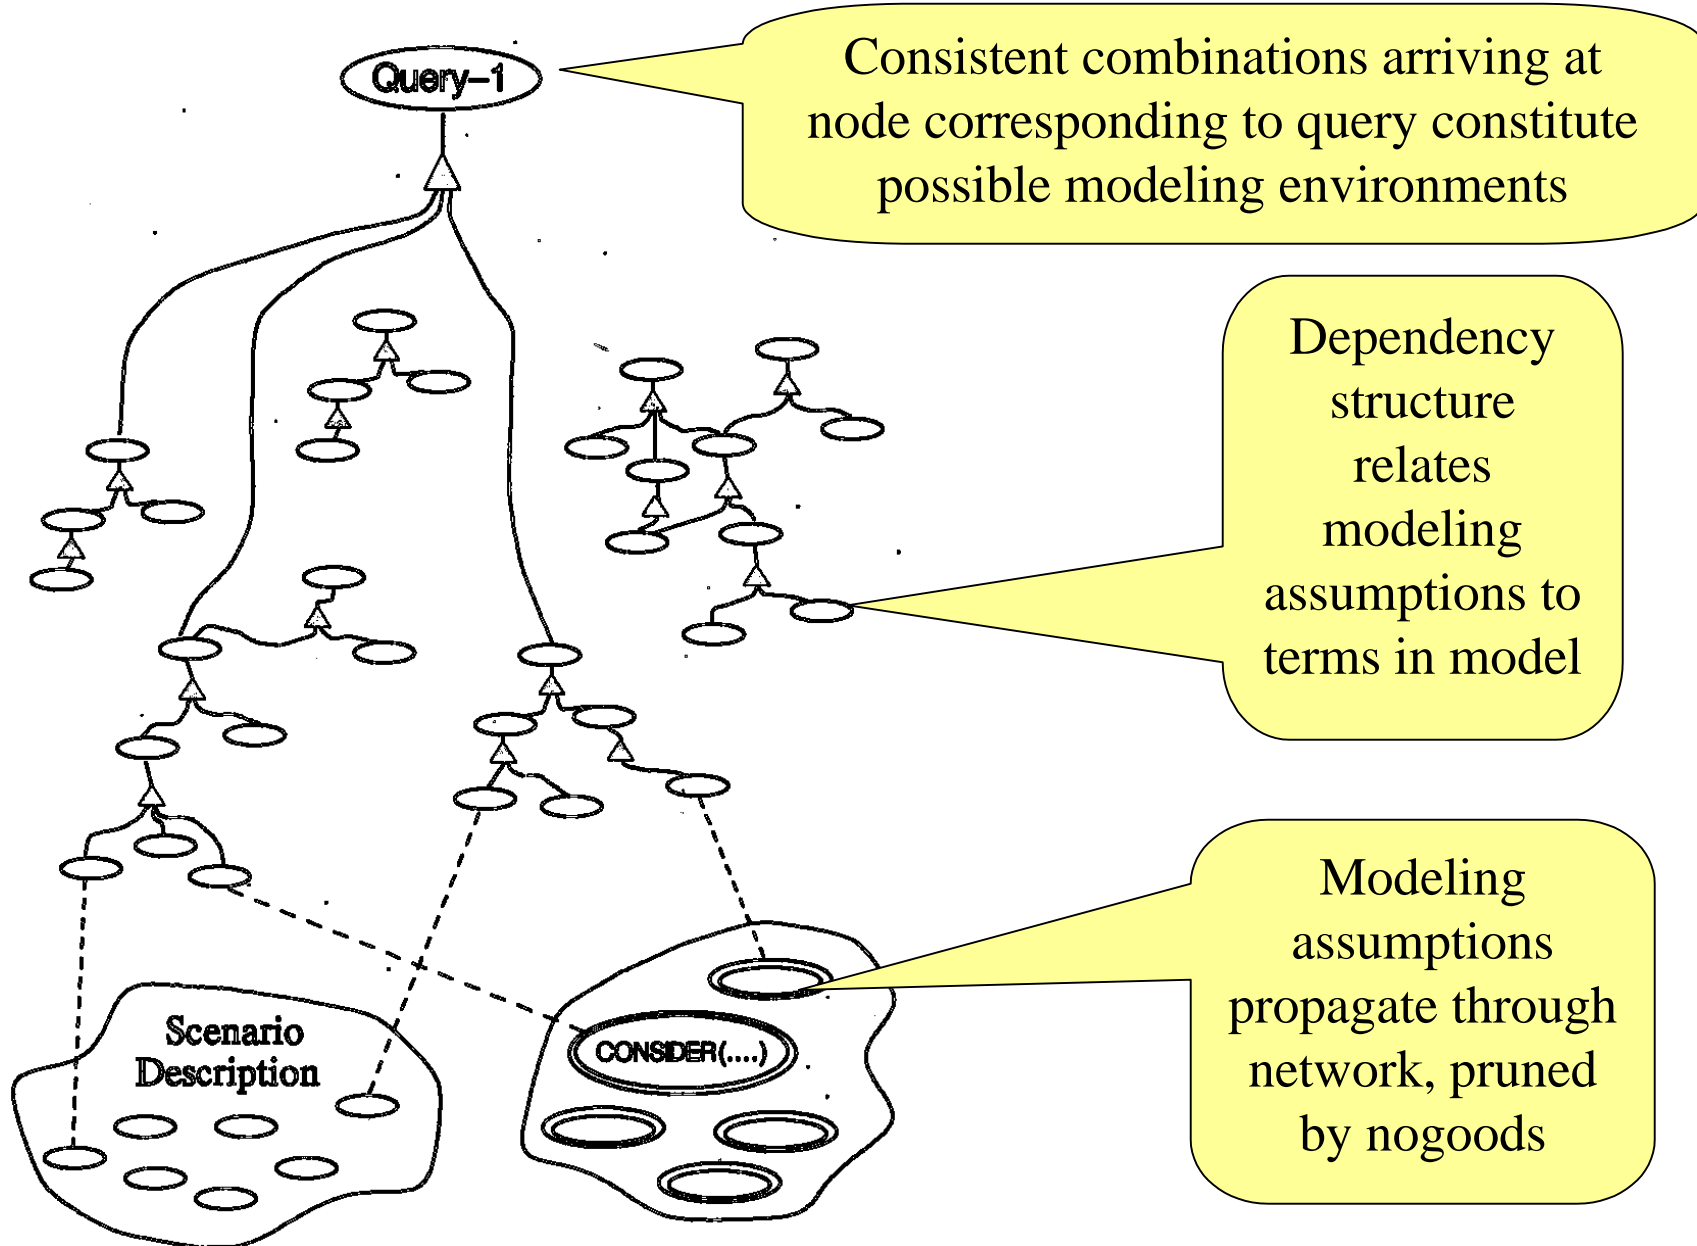 Query-1
Consistent combinations arriving at
node corresponding to query constitute
possible modeling environments
Dependency
structure
relates
modeling
assumptions to
terms in model
Modeling
assumptions
propagate through
network, pruned
by nogoods
Scenario
Description
CONSIDER(....)